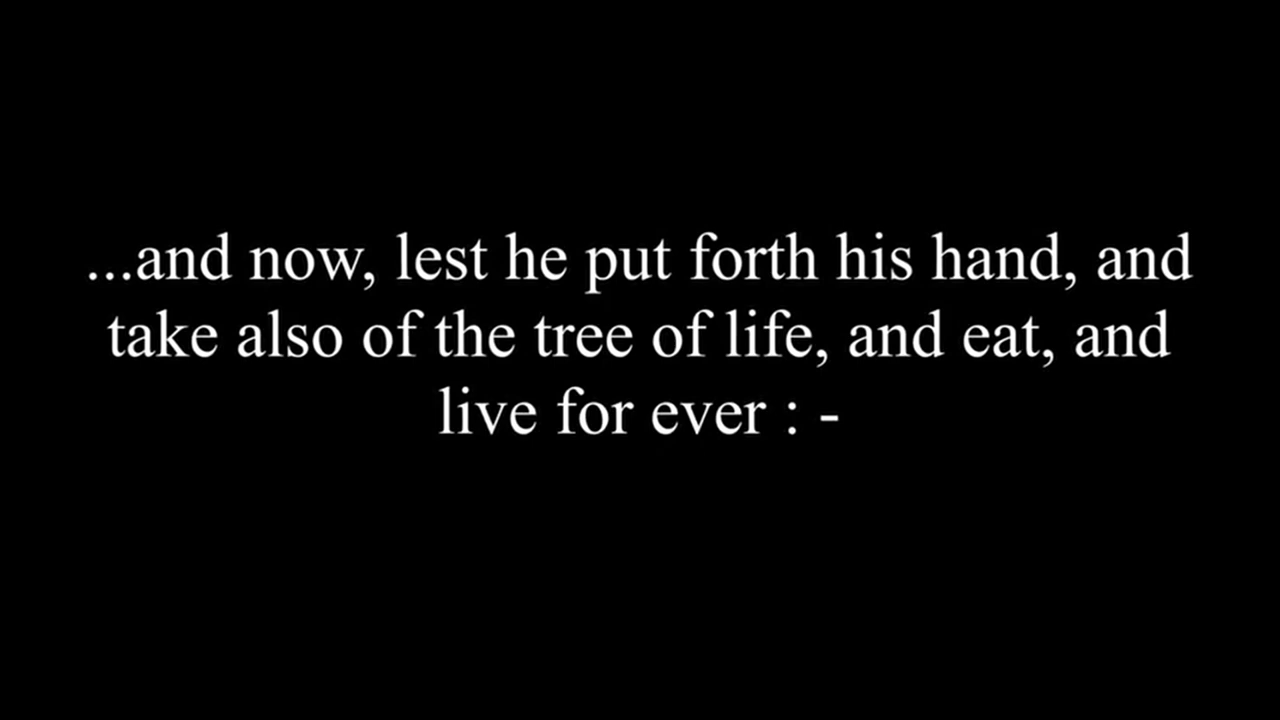 ...and now, lest he put forth his hand, and
take also of the tree of life, and eat, and
live for ever : -